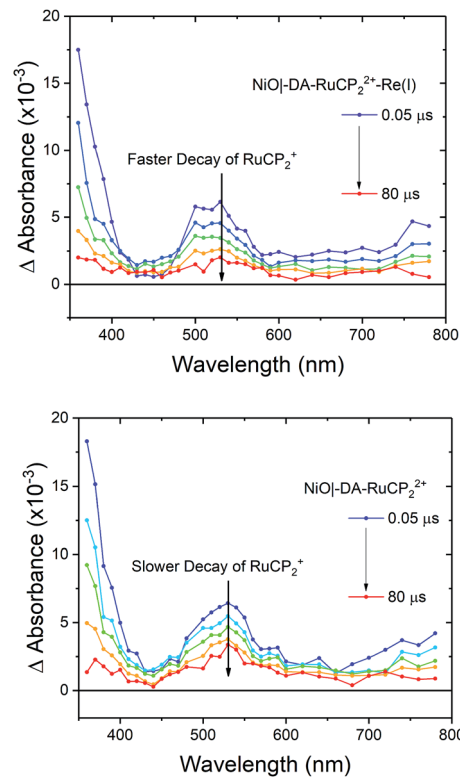 20
15
10
5
0
Δ Absorbance (x10⁻³)
NiO|-DA-RuCP₂²⁺-Re(I)
0.05 μs
Faster Decay of RuCP₂⁺
80 μs
400 500 600 700 800
Wavelength (nm)
20
15
10
5
0
Δ Absorbance (x10⁻³)
NiO|-DA-RuCP₂²⁺
0.05 μs
Slower Decay of RuCP₂⁺
80 μs
400 500 600 700 800
Wavelength (nm)